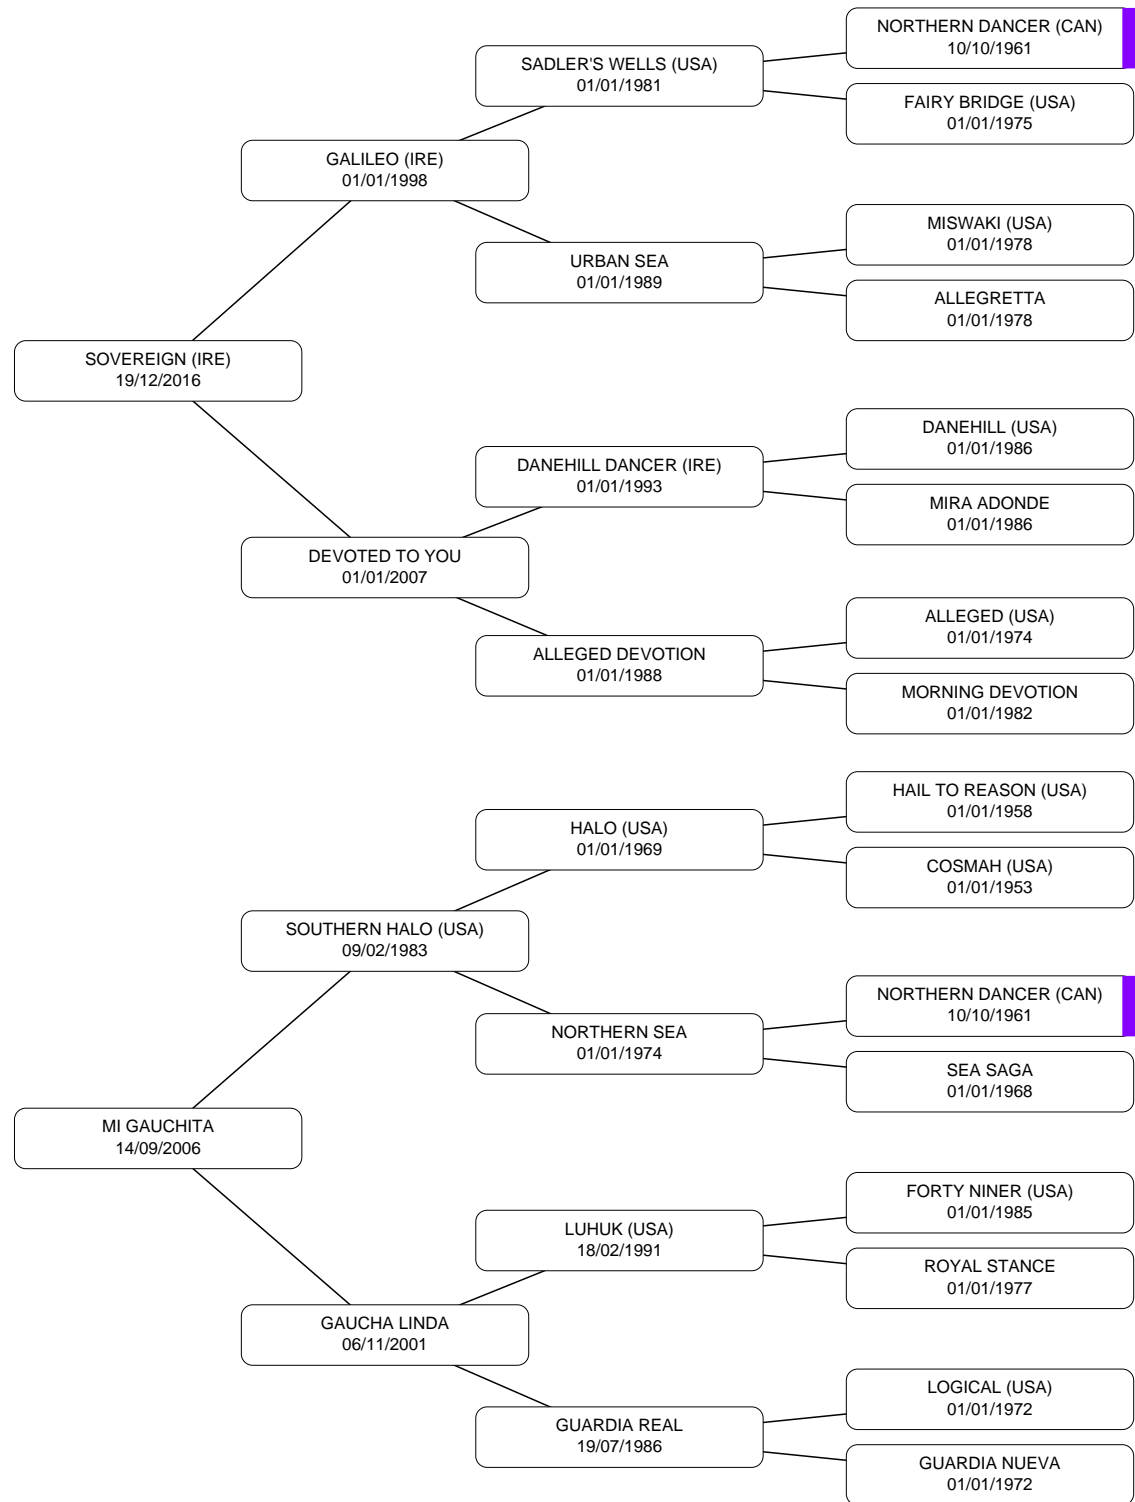 NORTHERN DANCER (CAN)
10/10/1961
SADLER'S WELLS (USA)
01/01/1981
FAIRY BRIDGE (USA)
01/01/1975
GALILEO (IRE)
01/01/1998
MISWAKI (USA)
01/01/1978
URBAN SEA
01/01/1989
ALLEGRETTA
01/01/1978
SOVEREIGN (IRE)
19/12/2016
DANEHILL (USA)
01/01/1986
DANEHILL DANCER (IRE)
01/01/1993
MIRA ADONDE
01/01/1986
DEVOTED TO YOU
01/01/2007
ALLEGED (USA)
01/01/1974
ALLEGED DEVOTION
01/01/1988
MORNING DEVOTION
01/01/1982
HAIL TO REASON (USA)
01/01/1958
HALO (USA)
01/01/1969
COSMAH (USA)
01/01/1953
SOUTHERN HALO (USA)
09/02/1983
NORTHERN DANCER (CAN)
10/10/1961
NORTHERN SEA
01/01/1974
SEA SAGA
01/01/1968
MI GAUCHITA
14/09/2006
FORTY NINER (USA)
01/01/1985
LUHUK (USA)
18/02/1991
ROYAL STANCE
01/01/1977
GAUCHA LINDA
06/11/2001
LOGICAL (USA)
01/01/1972
GUARDIA REAL
19/07/1986
GUARDIA NUEVA
01/01/1972